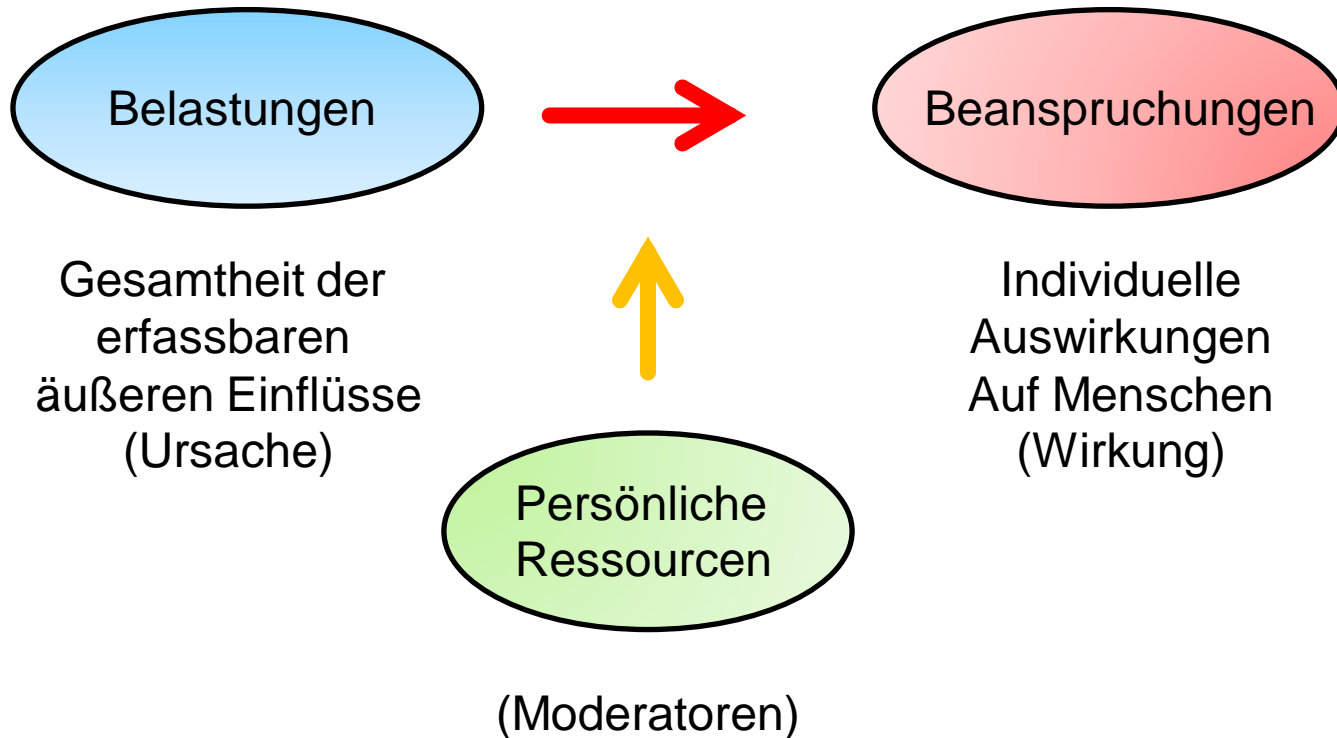 Belastungen
Beanspruchungen
Gesamtheit der
erfassbaren
äußeren Einflüsse
(Ursache)
Individuelle
Auswirkungen
Auf Menschen
(Wirkung)
Persönliche
Ressourcen
(Moderatoren)